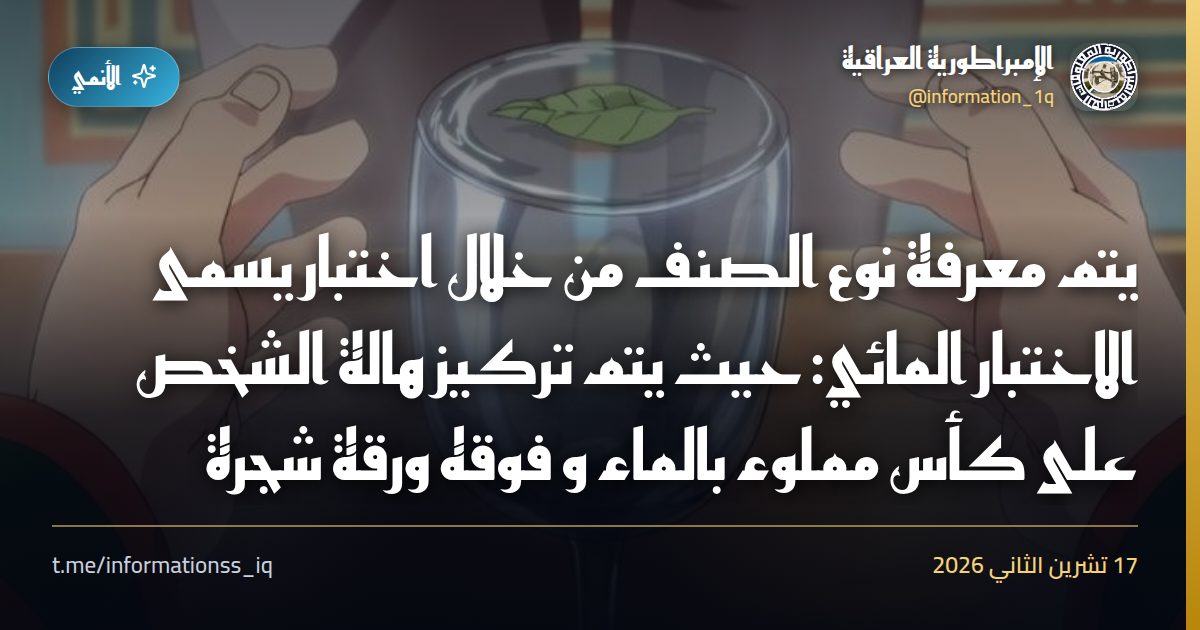 الإمبراطورية العراقية
@information_1q
الأنمي
يتم معرفة نوع الصنف من خلال اختبار يسمى
الاختبار المائي: حيث يتم تركيز هالة الشخص
على كأس مملوء بالماء و فوقه ورقة شجرة
17 تشرين الثاني 2026
t.me/informationss_iq